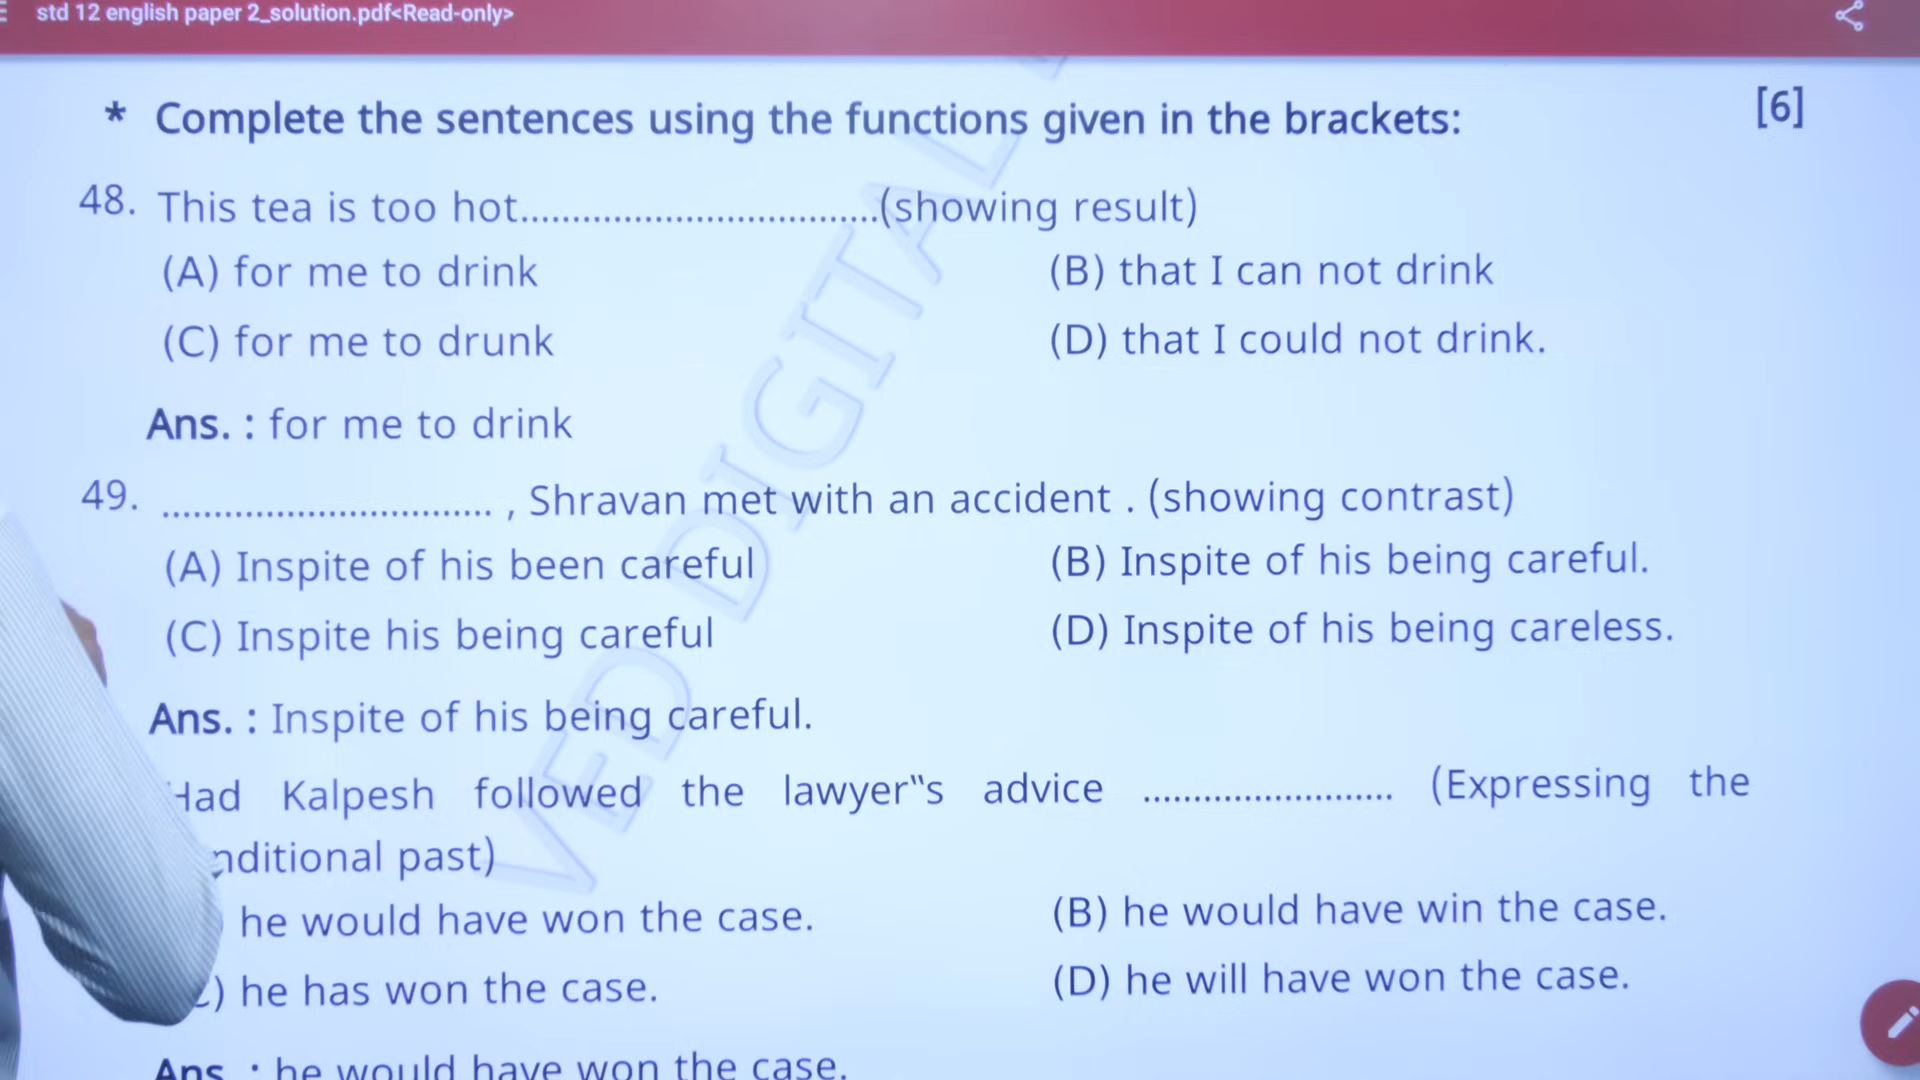 std 12 english paper 2_solution.pdf<Read-only>
* Complete the sentences using the functions given in the brackets: [6]
48. This tea is too hot..................................(showing result)
(A) for me to drink (B) that I can not drink
(C) for me to drunk (D) that I could not drink.
Ans. : for me to drink
49. ................................ , Shravan met with an accident . (showing contrast)
(A) Inspite of his been careful (B) Inspite of his being careful.
(C) Inspite his being careful (D) Inspite of his being careless.
Ans. : Inspite of his being careful.
Had Kalpesh followed the lawyer‟s advice ........................ (Expressing the
nditional past)
he would have won the case. (B) he would have win the case.
C) he has won the case. (D) he will have won the case.
Ans. : he would have won the case.
VED DIGITAL